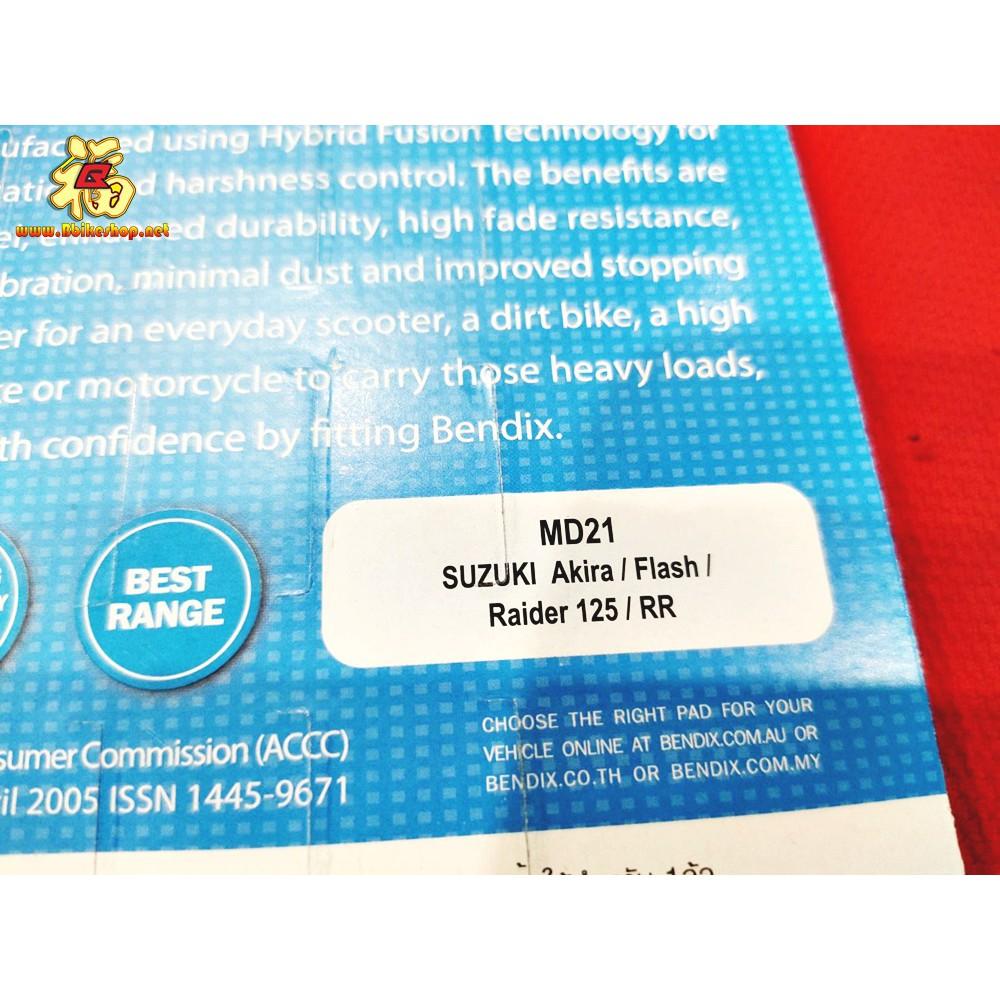 ed using Hybrid Fusion Technology for
d harshness control. The benefits are
ed durability, high fade resistance,
bration, minimal dust and improved stopping
er for an everyday scooter, a dirt bike, a high
e or motorcycle to carry those heavy loads,
th confidence by fitting Bendix.
福
www.Bbikeshop.net
BEST
RANGE
MD21
SUZUKI Akira / Flash /
Raider 125 / RR
sumer Commission (ACCC)
il 2005 ISSN 1445-9671
CHOOSE THE RIGHT PAD FOR YOUR
VEHICLE ONLINE AT BENDIX.COM.AU OR
BENDIX.CO.TH OR BENDIX.COM.MY